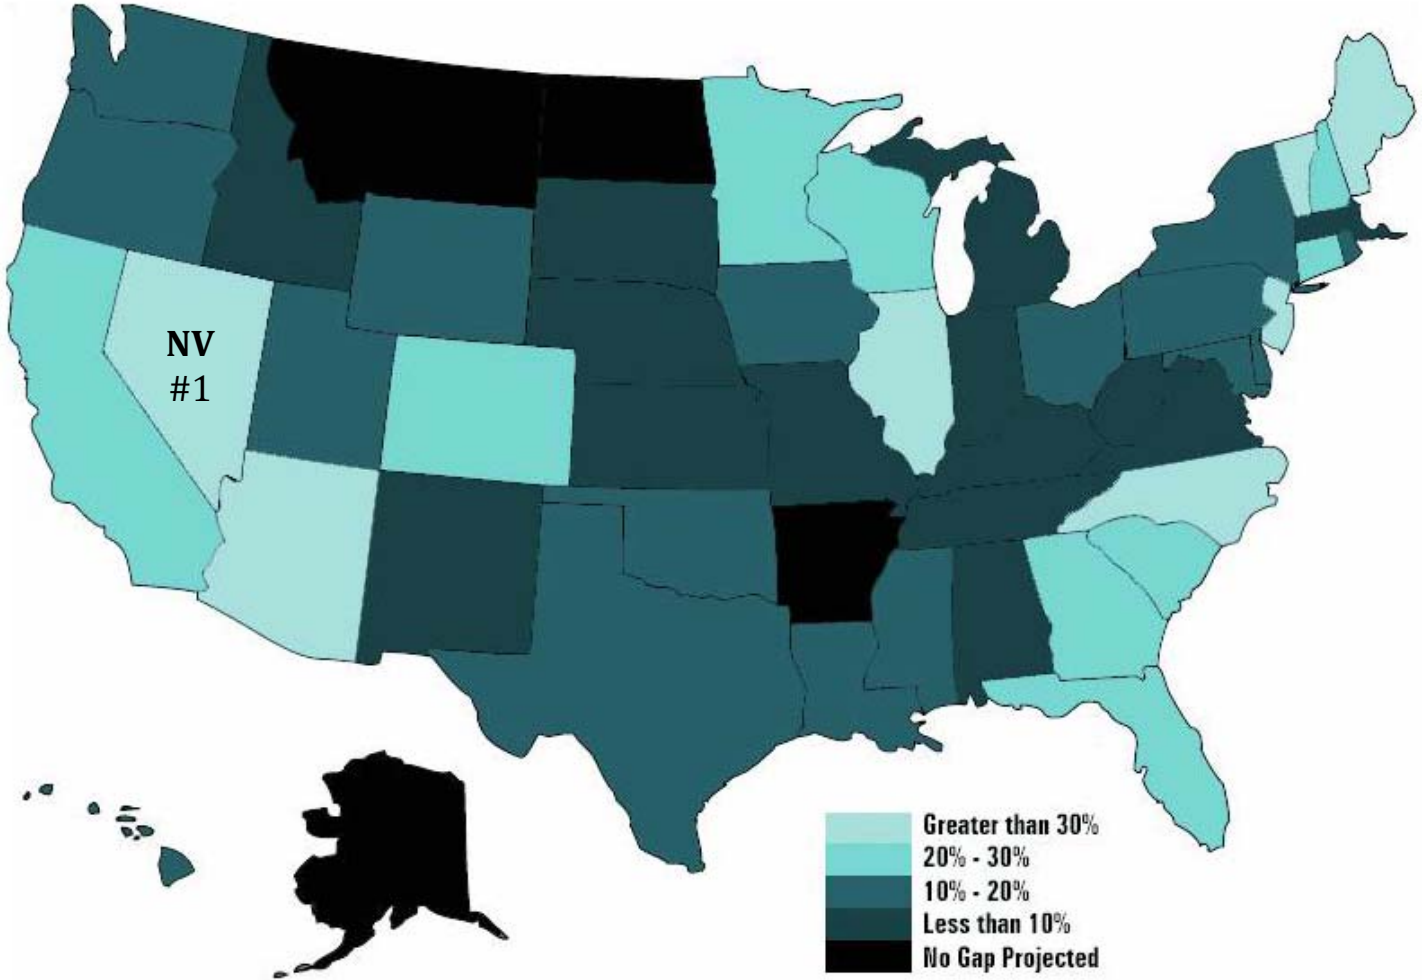 NV
#1
Greater than 30%
20% - 30%
10% - 20%
Less than 10%
No Gap Projected